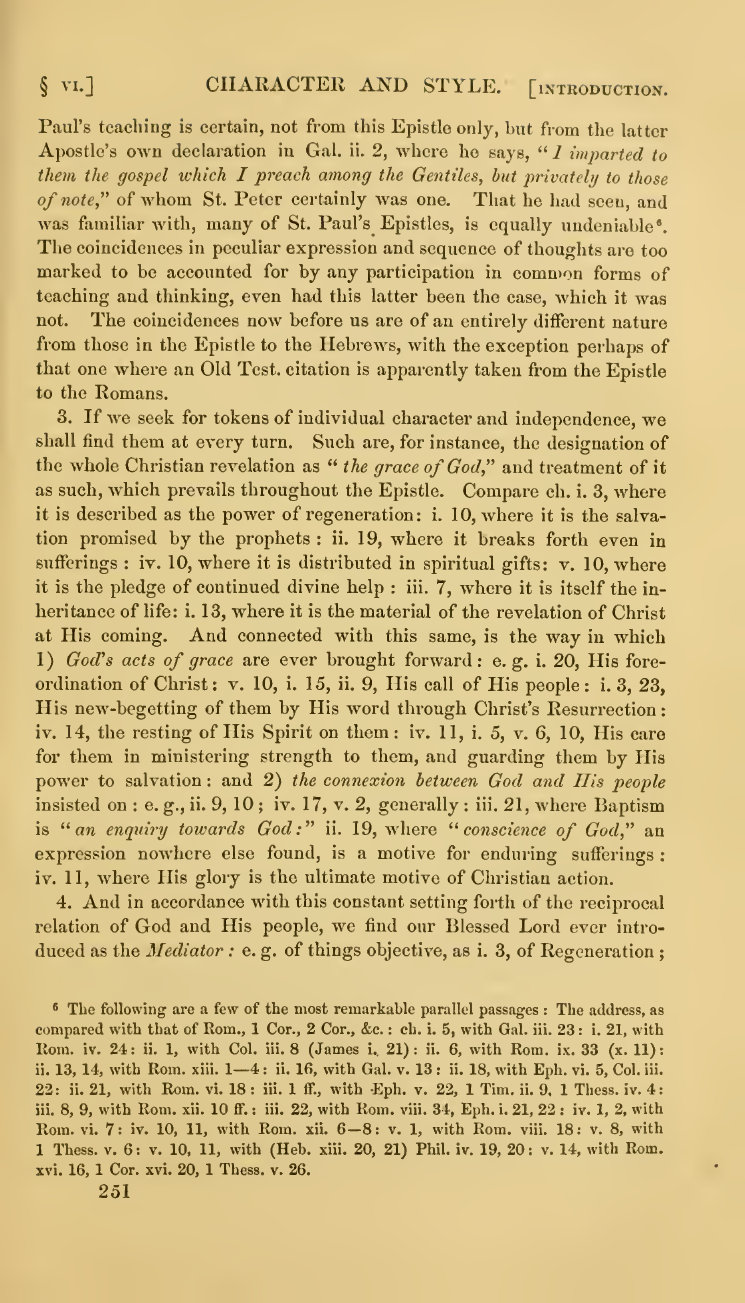 § VI.] CHARACTER AND STYLE. [INTRODUCTION.
Paul's teaching is certain, not from this Epistle only, but from the latter
Apostle's own declaration in Gal. ii. 2, where he says, “I imparted to
them the gospel which I preach among the Gentiles, but privately to those
of note,” of whom St. Peter certainly was one. That he had seen, and
was familiar with, many of St. Paul's Epistles, is equally undeniable⁶.
The coincidences in peculiar expression and sequence of thoughts are too
marked to be accounted for by any participation in common forms of
teaching and thinking, even had this latter been the case, which it was
not. The coincidences now before us are of an entirely different nature
from those in the Epistle to the Hebrews, with the exception perhaps of
that one where an Old Test. citation is apparently taken from the Epistle
to the Romans.
3. If we seek for tokens of individual character and independence, we
shall find them at every turn. Such are, for instance, the designation of
the whole Christian revelation as “the grace of God,” and treatment of it
as such, which prevails throughout the Epistle. Compare ch. i. 3, where
it is described as the power of regeneration: i. 10, where it is the salva-
tion promised by the prophets: ii. 19, where it breaks forth even in
sufferings: iv. 10, where it is distributed in spiritual gifts: v. 10, where
it is the pledge of continued divine help: iii. 7, where it is itself the in-
heritance of life: i. 13, where it is the material of the revelation of Christ
at His coming. And connected with this same, is the way in which
1) God's acts of grace are ever brought forward: e. g. i. 20, His fore-
ordination of Christ: v. 10, i. 15, ii. 9, His call of His people: i. 3, 23,
His new-begetting of them by His word through Christ's Resurrection:
iv. 14, the resting of His Spirit on them: iv. 11, i. 5, v. 6, 10, His care
for them in ministering strength to them, and guarding them by His
power to salvation: and 2) the connexion between God and His people
insisted on: e. g., ii. 9, 10; iv. 17, v. 2, generally: iii. 21, where Baptism
is “an enquiry towards God:” ii. 19, where “conscience of God,” an
expression nowhere else found, is a motive for enduring sufferings:
iv. 11, where His glory is the ultimate motive of Christian action.
4. And in accordance with this constant setting forth of the reciprocal
relation of God and His people, we find our Blessed Lord ever intro-
duced as the Mediator: e. g. of things objective, as i. 3, of Regeneration;
⁶ The following are a few of the most remarkable parallel passages: The address, as
compared with that of Rom., 1 Cor., 2 Cor., &c.: ch. i. 5, with Gal. iii. 23: i. 21, with
Rom. iv. 24: ii. 1, with Col. iii. 8 (James i. 21): ii. 6, with Rom. ix. 33 (x. 11):
ii. 13, 14, with Rom. xiii. 1—4: ii. 16, with Gal. v. 13: ii. 18, with Eph. vi. 5, Col. iii.
22: ii. 21, with Rom. vi. 18: iii. 1 ff., with Eph. v. 22, 1 Tim. ii. 9, 1 Thess. iv. 4:
iii. 8, 9, with Rom. xii. 10 ff.: iii. 22, with Rom. viii. 34, Eph. i. 21, 22: iv. 1, 2, with
Rom. vi. 7: iv. 10, 11, with Rom. xii. 6—8: v. 1, with Rom. viii. 18: v. 8, with
1 Thess. v. 6: v. 10, 11, with (Heb. xiii. 20, 21) Phil. iv. 19, 20: v. 14, with Rom.
xvi. 16, 1 Cor. xvi. 20, 1 Thess. v. 26.
251